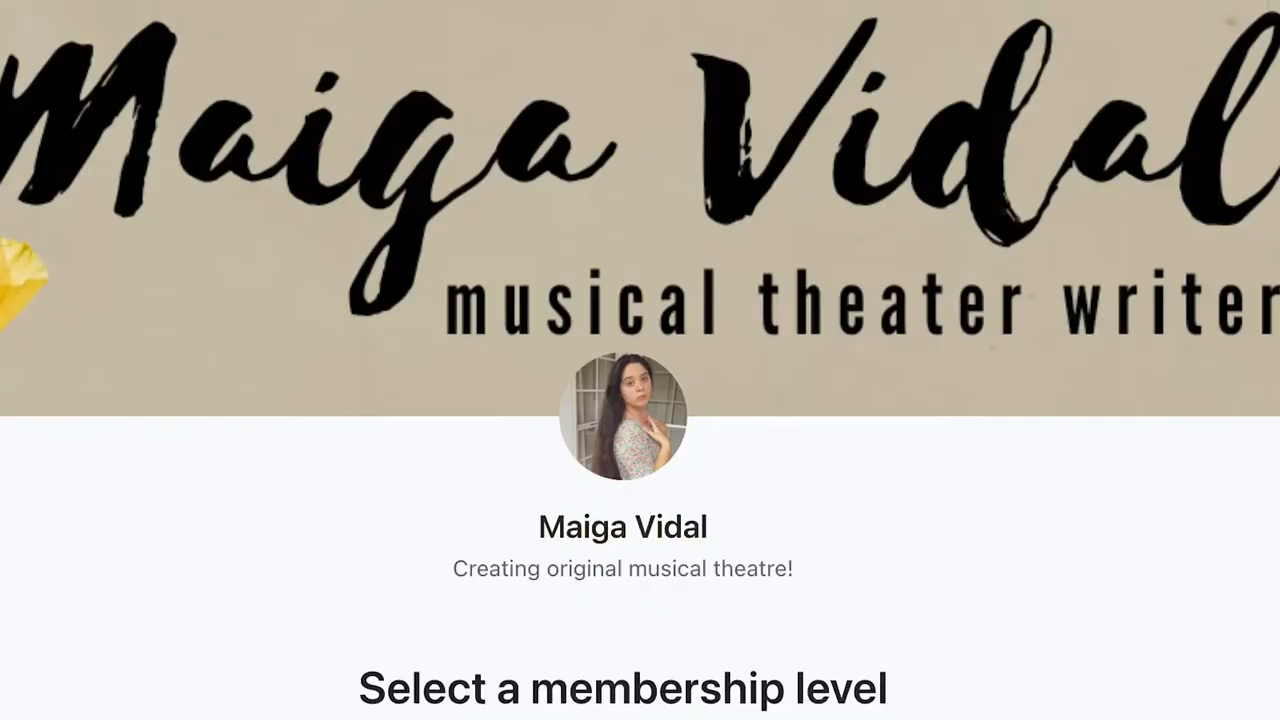 Maiga Vidal
musical theater writer
Maiga Vidal
Creating original musical theatre!
Select a membership level